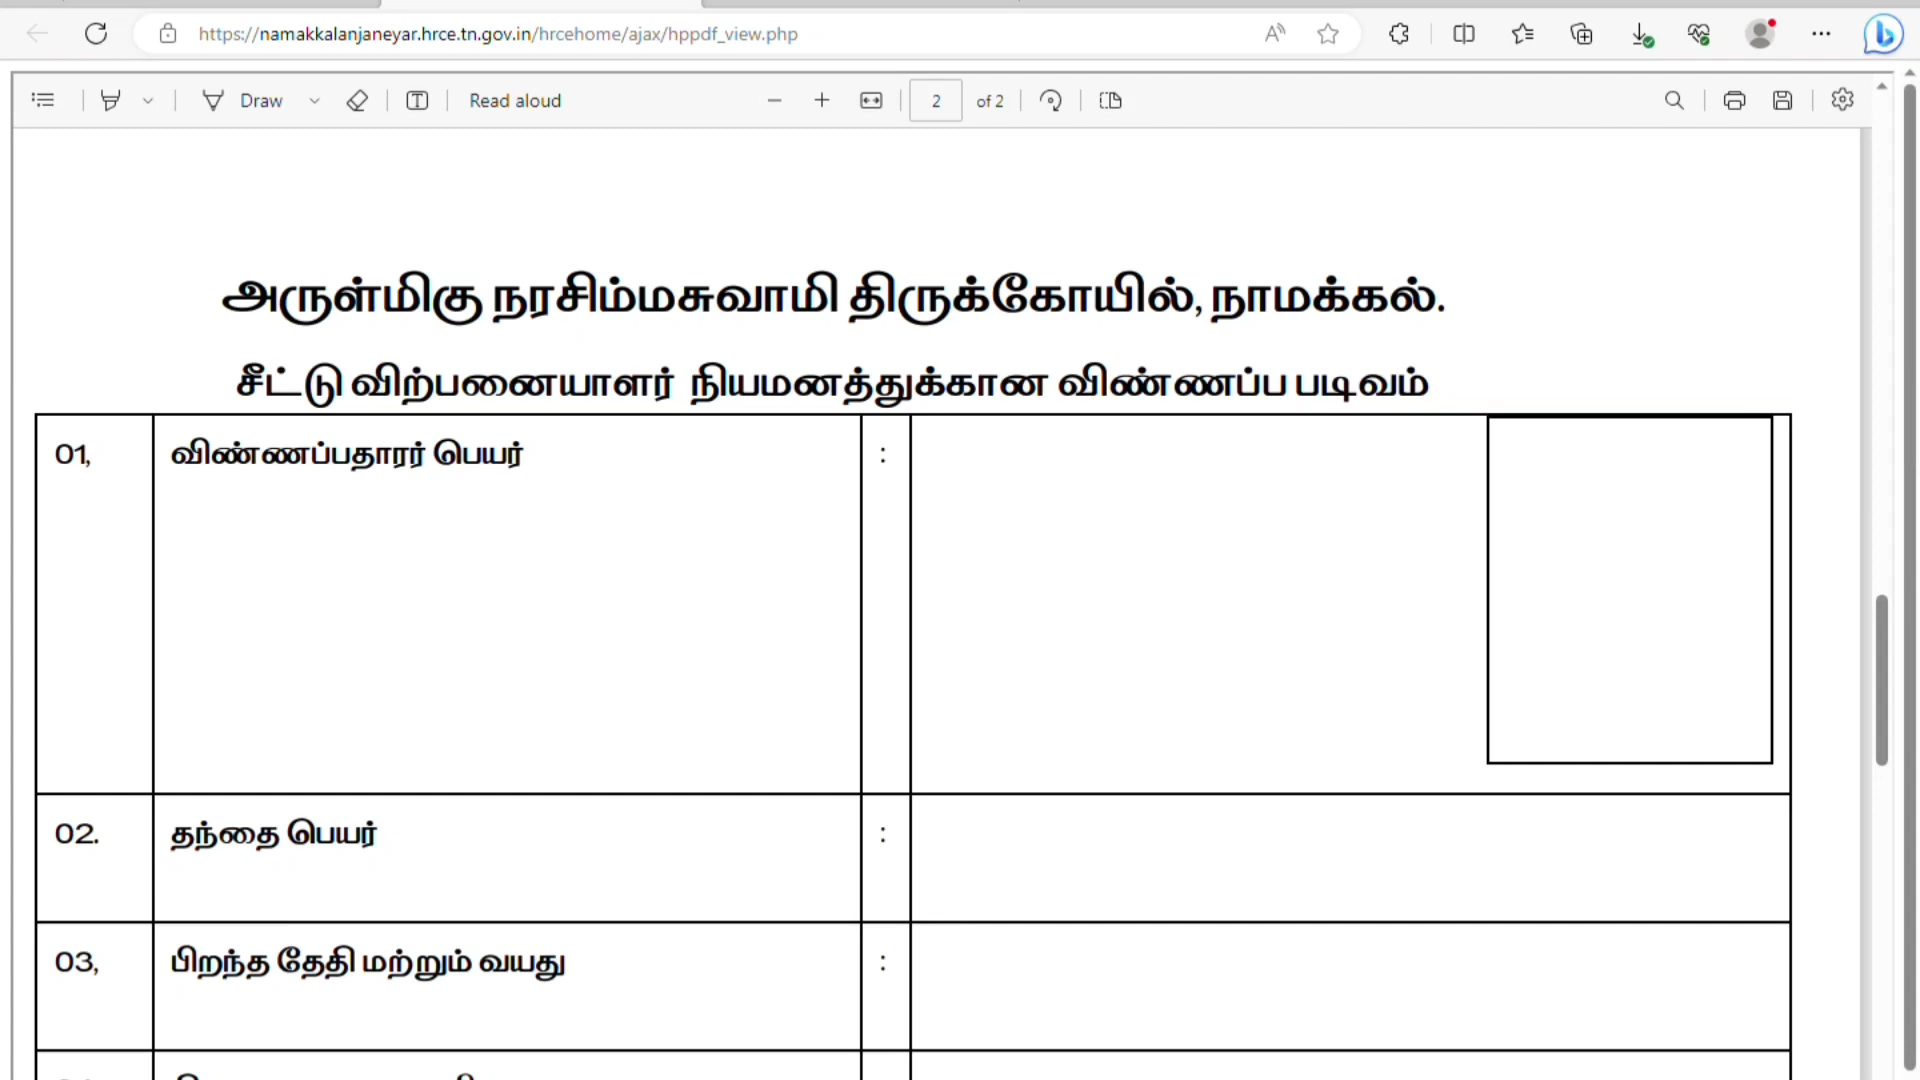 https://namakkalanjaneyar.hrce.tn.gov.in/hrcehome/ajax/hppdf_view.php
Draw
Read aloud
2 of 2
அருள்மிகு நரசிம்மசுவாமி திருக்கோயில், நாமக்கல்.
சீட்டு விற்பனையாளர் நியமனத்துக்கான விண்ணப்ப படிவம்
01, விண்ணப்பதாரர் பெயர் :
02. தந்தை பெயர் :
03, பிறந்த தேதி மற்றும் வயது :